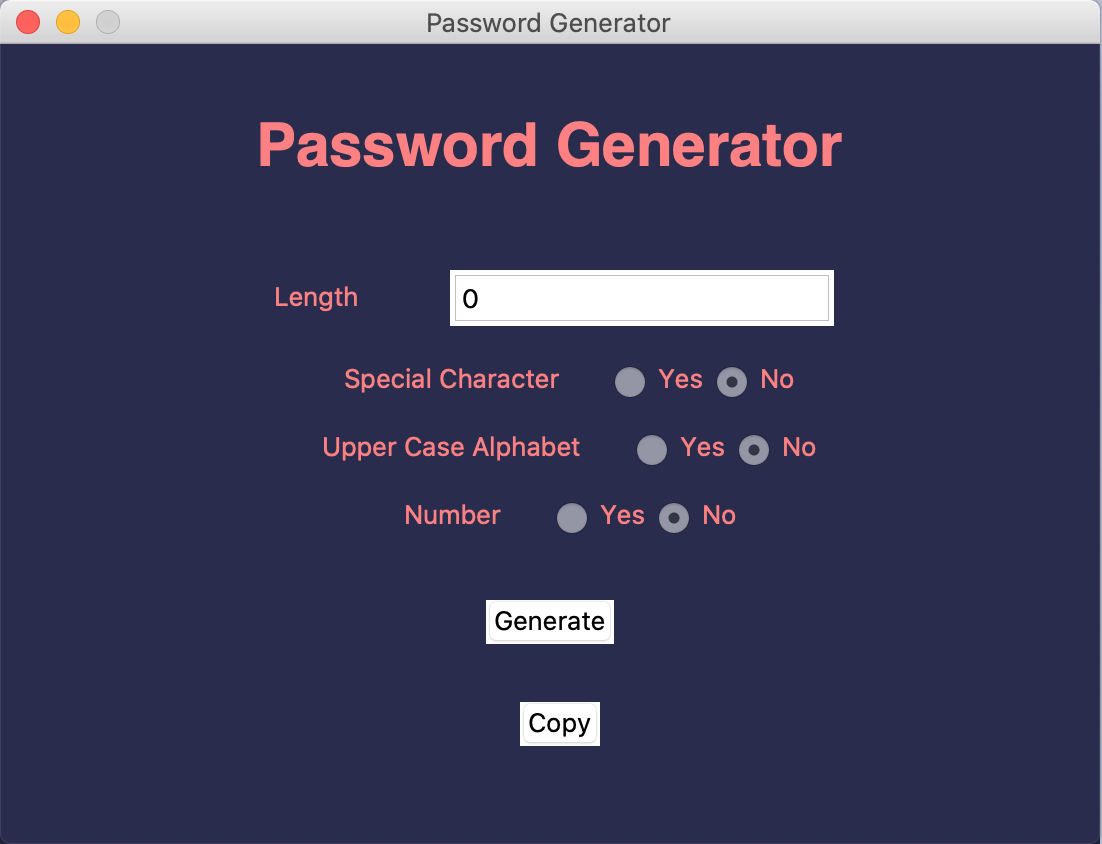 Password Generator
Password Generator
Length 0
Special Character Yes No
Upper Case Alphabet Yes No
Number Yes No
Generate
Copy